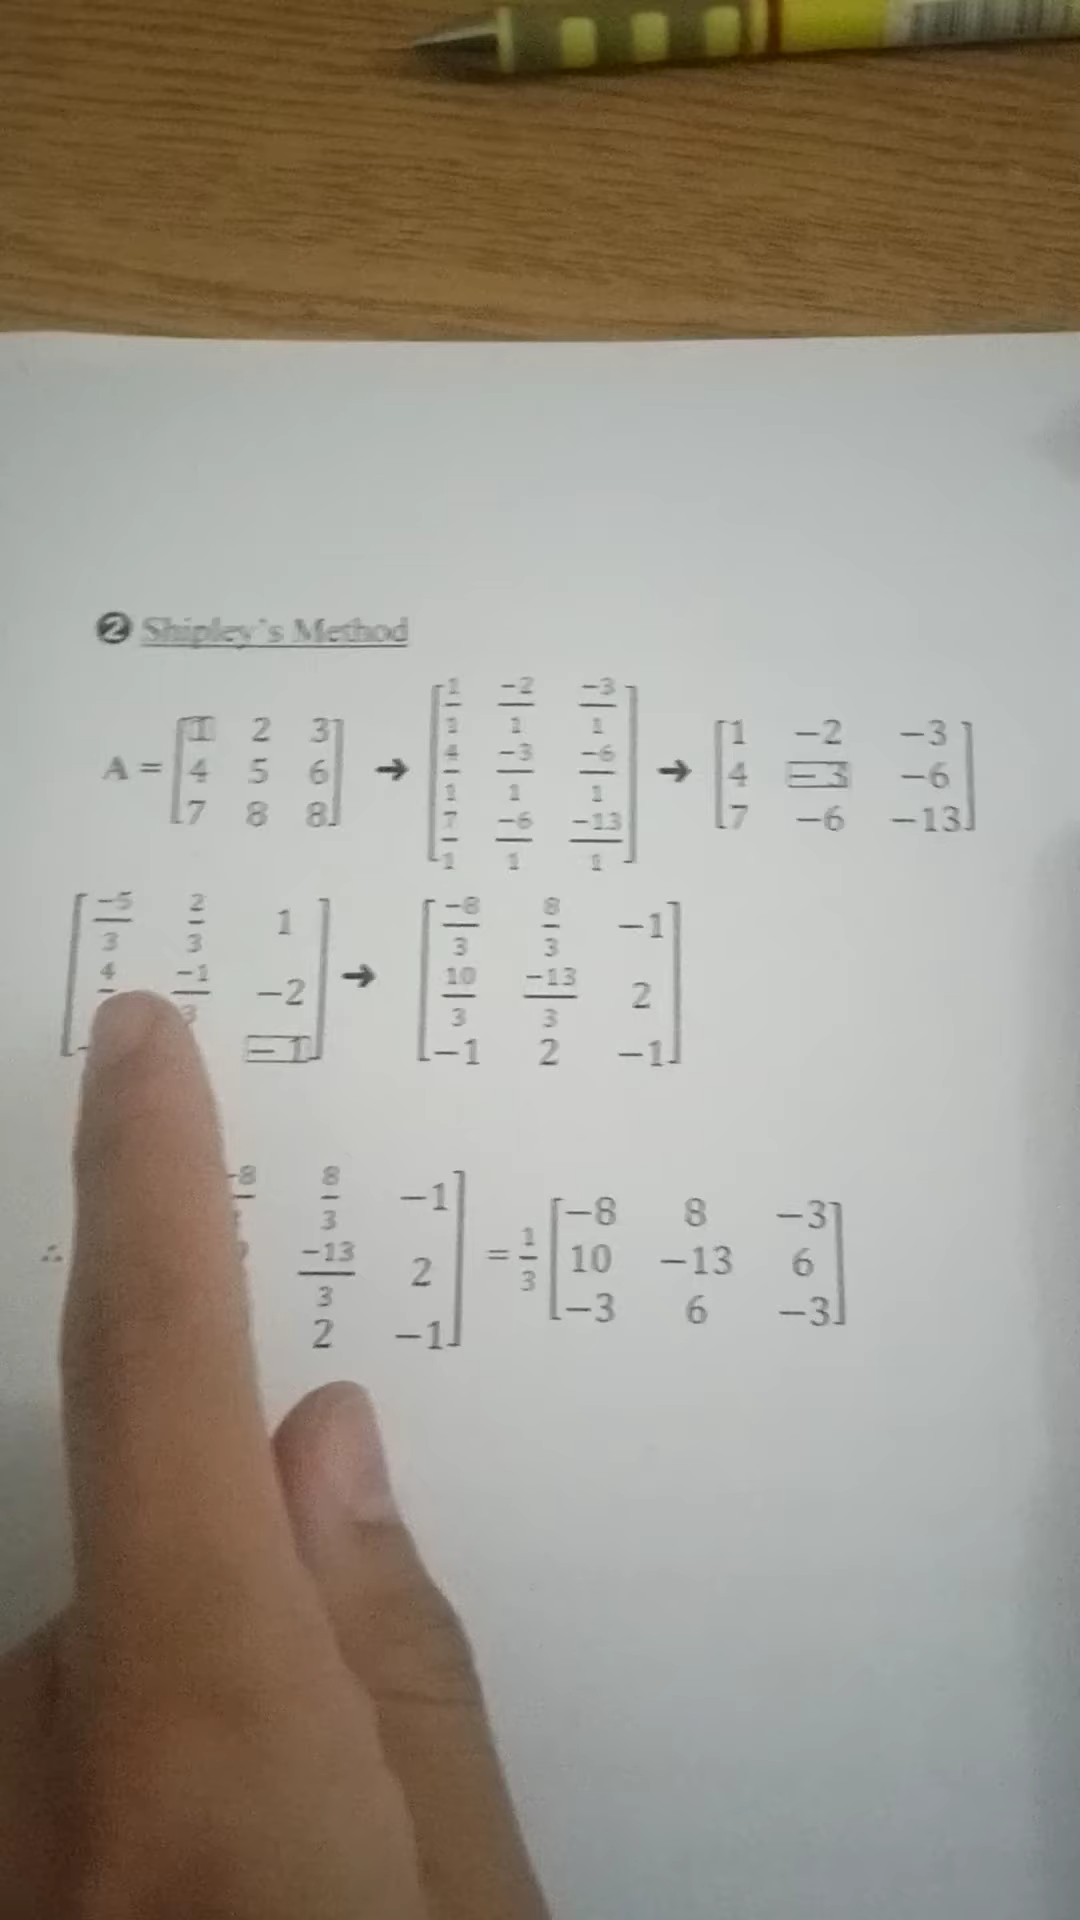 ❷ Shipley's Method
A = [1 2 3; 4 5 6; 7 8 8] → [1/1 -2/1 -3/1; 4/1 -3/1 -6/1; 7/1 -6/1 -13/1] → [1 -2 -3; 4 -3 -6; 7 -6 -13]
[-5/3 2/3 1; 4 -1/3 -2; -1] → [-8/3 8/3 -1; 10/3 -13/3 2; -1 2 -1]
∴ -8 8/3 -1; -13/3 2; 2 -1] = 1/3 [-8 8 -3; 10 -13 6; -3 6 -3]